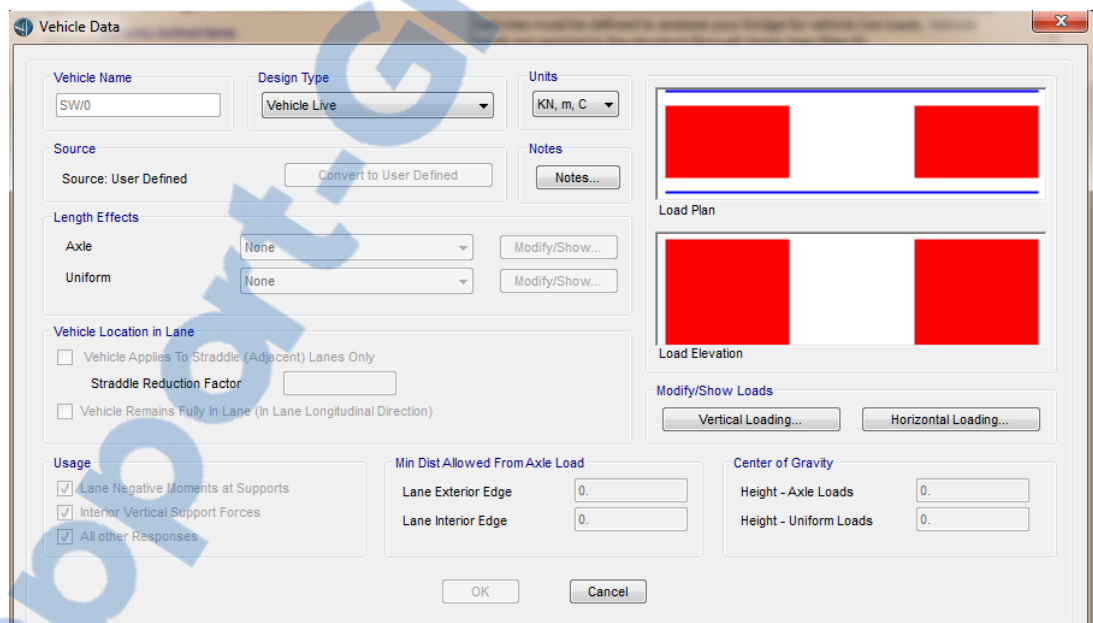 Vehicle Data
Vehicle Name
SW/0
Design Type
Vehicle Live
Units
KN, m, C
Source
Source: User Defined
Convert to User Defined
Notes
Notes...
Load Plan
Length Effects
Axle
None
Modify/Show...
Uniform
None
Modify/Show...
Load Elevation
Vehicle Location in Lane
Vehicle Applies To Straddle (Adjacent) Lanes Only
Straddle Reduction Factor
Vehicle Remains Fully In Lane (In Lane Longitudinal Direction)
Modify/Show Loads
Vertical Loading...
Horizontal Loading...
Usage
Lane Negative Moments at Supports
Interior Vertical Support Forces
All other Responses
Min Dist Allowed From Axle Load
Lane Exterior Edge
0.
Lane Interior Edge
0.
Center of Gravity
Height - Axle Loads
0.
Height - Uniform Loads
0.
OK
Cancel